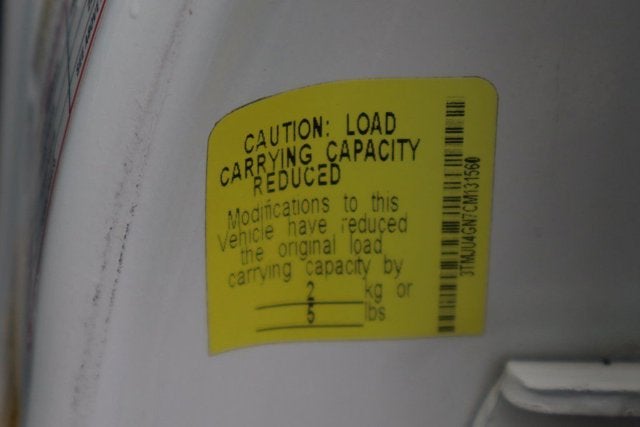 CAUTION: LOAD
CARRYING CAPACITY
REDUCED
Modifications to this
Vehicle have reduced
the original load
carrying capacity by
2 kg or
5 lbs
3TMJU4GN7CM131560